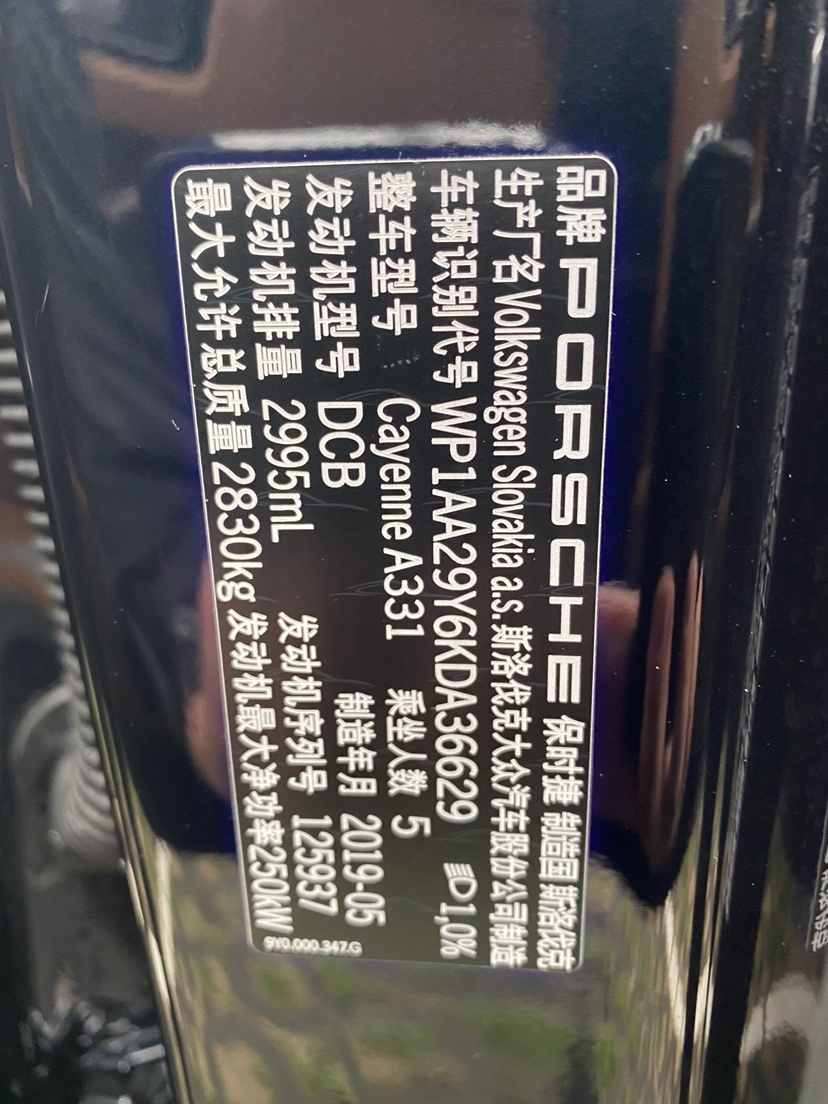 品牌 PORSCHE 保时捷 制造国 斯洛伐克
生产厂名 Volkswagen Slovakia a.s. 斯洛伐克大众汽车股份公司制造
车辆识别代号 WP1AA29Y6KDA36629 1,0%
整车型号 Cayenne A331 乘坐人数 5
发动机型号 DCB 制造年月 2019-05
发动机排量 2995mL 发动机序列号 125937
最大允许总质量 2830kg 发动机最大净功率250kW
9Y0.000.347.G